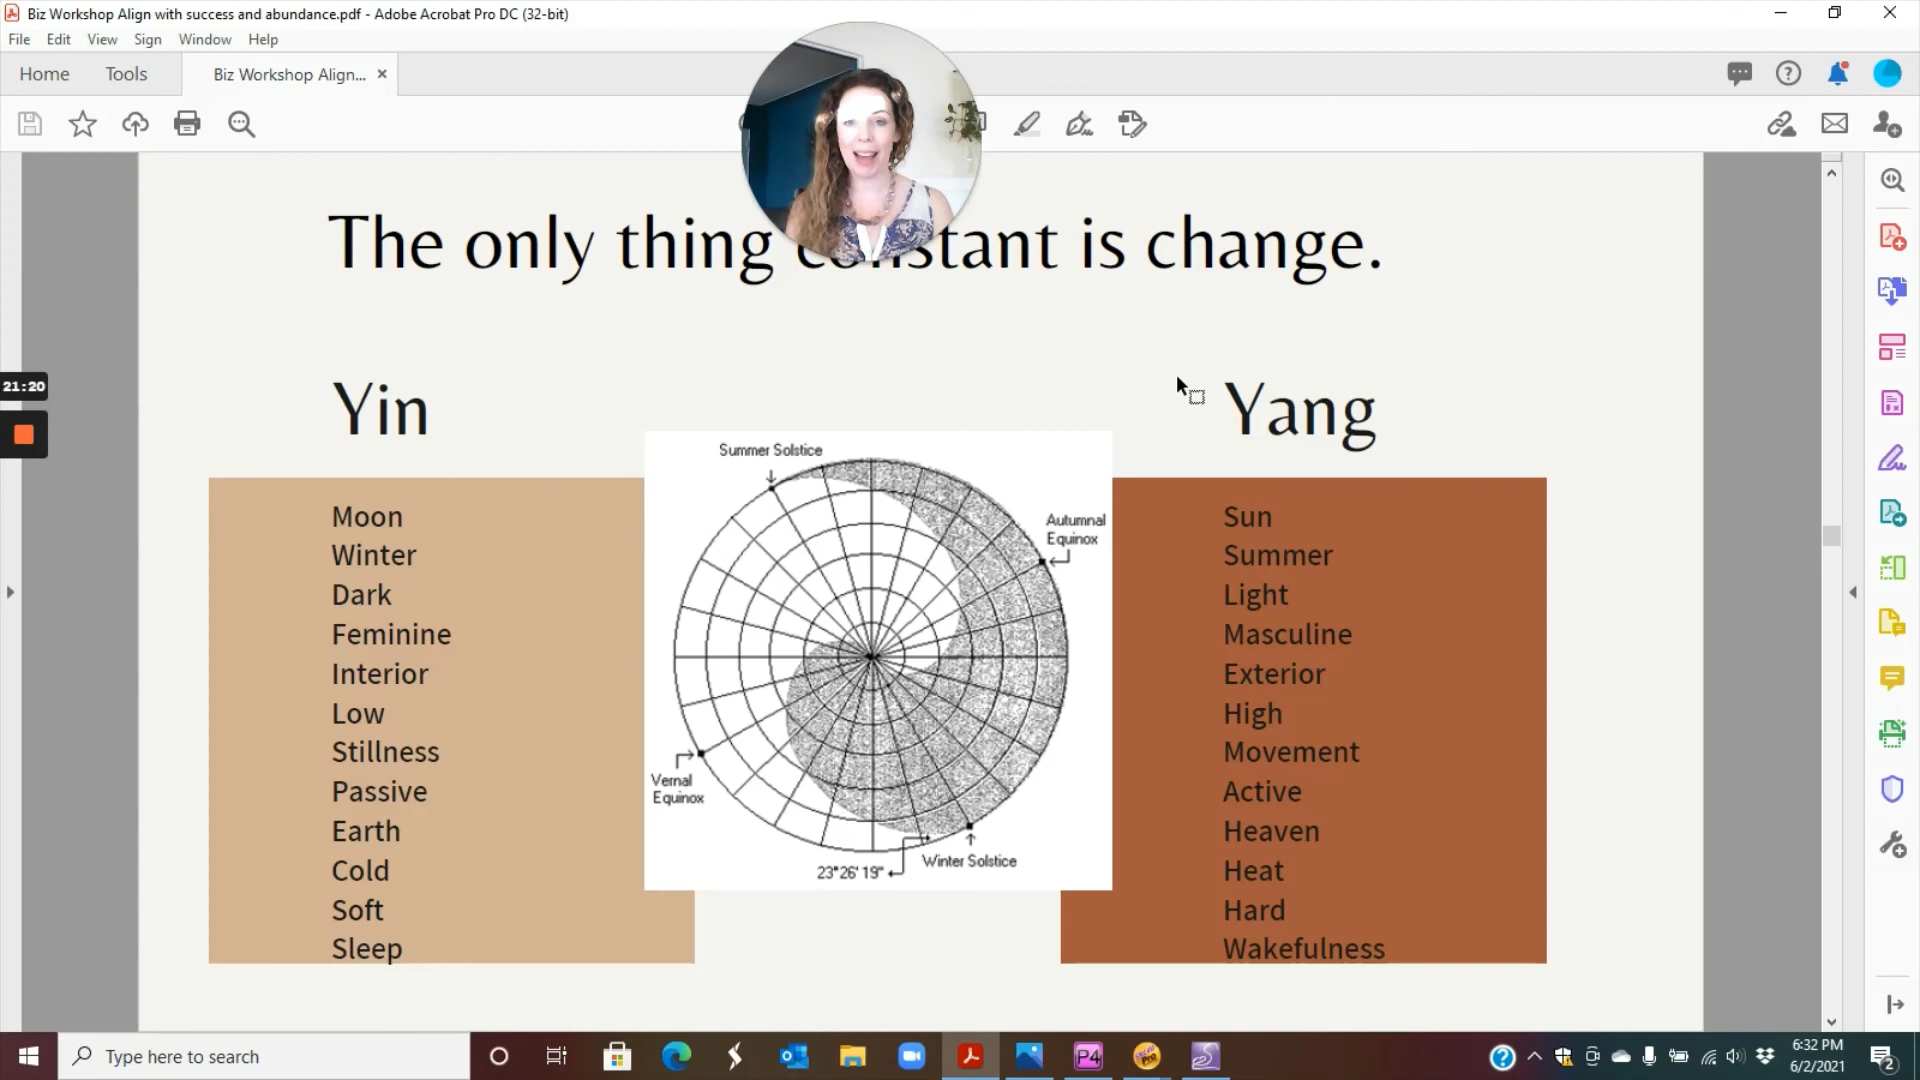 Biz Workshop Align with success and abundance.pdf - Adobe Acrobat Pro DC (32-bit)
File Edit View Sign Window Help
Home Tools Biz Workshop Align...
The only thing constant is change.
21:20
Yin
Yang
Summer Solstice
Autumnal
Equinox
Vernal
Equinox
Winter Solstice
23° 26' 19"
Moon
Winter
Dark
Feminine
Interior
Low
Stillness
Passive
Earth
Cold
Soft
Sleep
Sun
Summer
Light
Masculine
Exterior
High
Movement
Active
Heaven
Heat
Hard
Wakefulness
Type here to search
P4
6:32 PM
6/2/2021
2